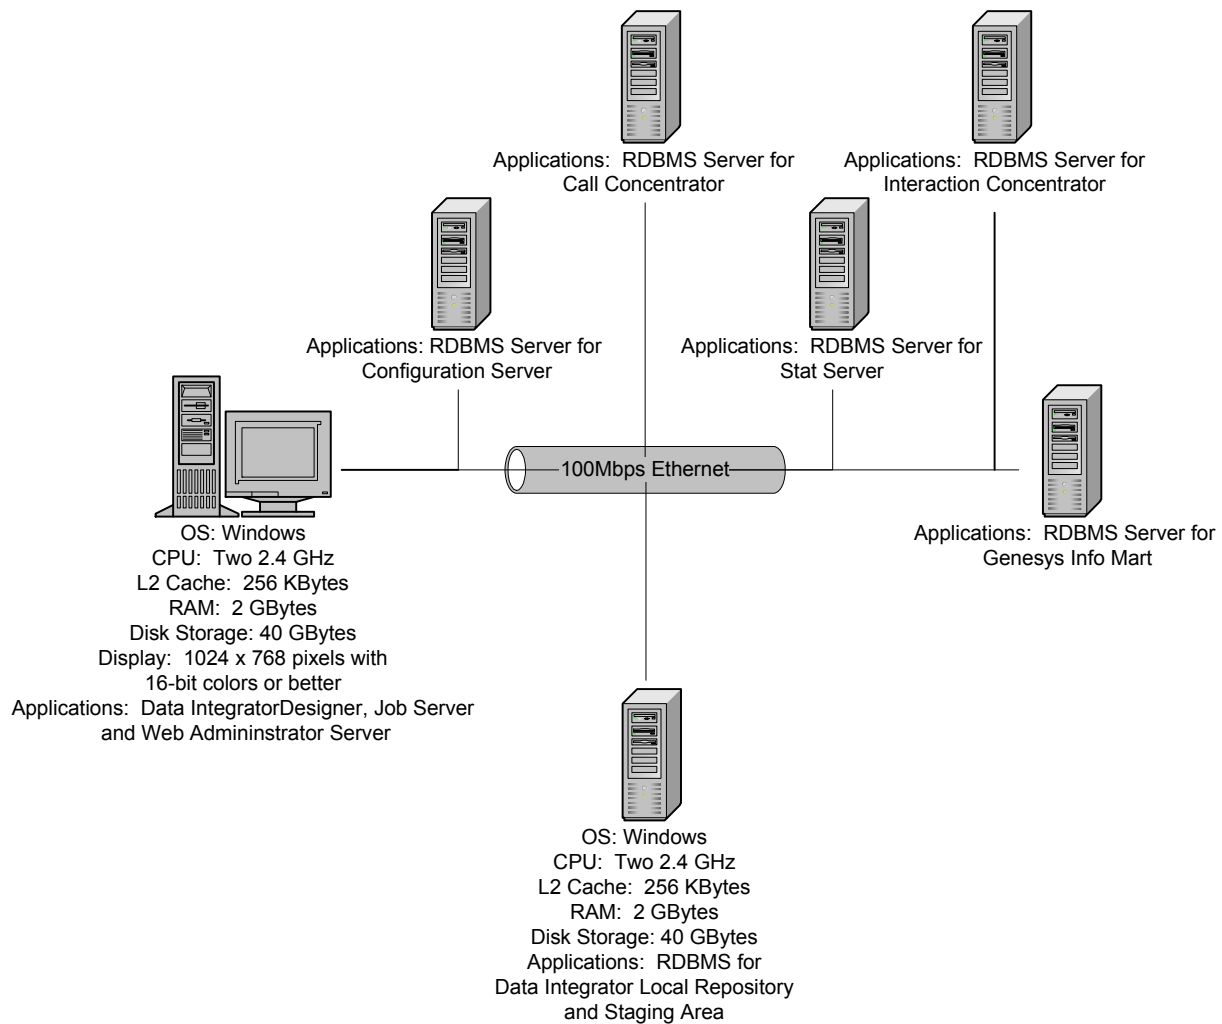 Applications: RDBMS Server for
Call Concentrator
Applications: RDBMS Server for
Interaction Concentrator
Applications: RDBMS Server for
Configuration Server
Applications: RDBMS Server for
Stat Server
100Mbps Ethernet
Applications: RDBMS Server for
Genesys Info Mart
OS: Windows
CPU: Two 2.4 GHz
L2 Cache: 256 KBytes
RAM: 2 GBytes
Disk Storage: 40 GBytes
Display: 1024 x 768 pixels with
16-bit colors or better
Applications: Data IntegratorDesigner, Job Server
and Web Admininstrator Server
OS: Windows
CPU: Two 2.4 GHz
L2 Cache: 256 KBytes
RAM: 2 GBytes
Disk Storage: 40 GBytes
Applications: RDBMS for
Data Integrator Local Repository
and Staging Area